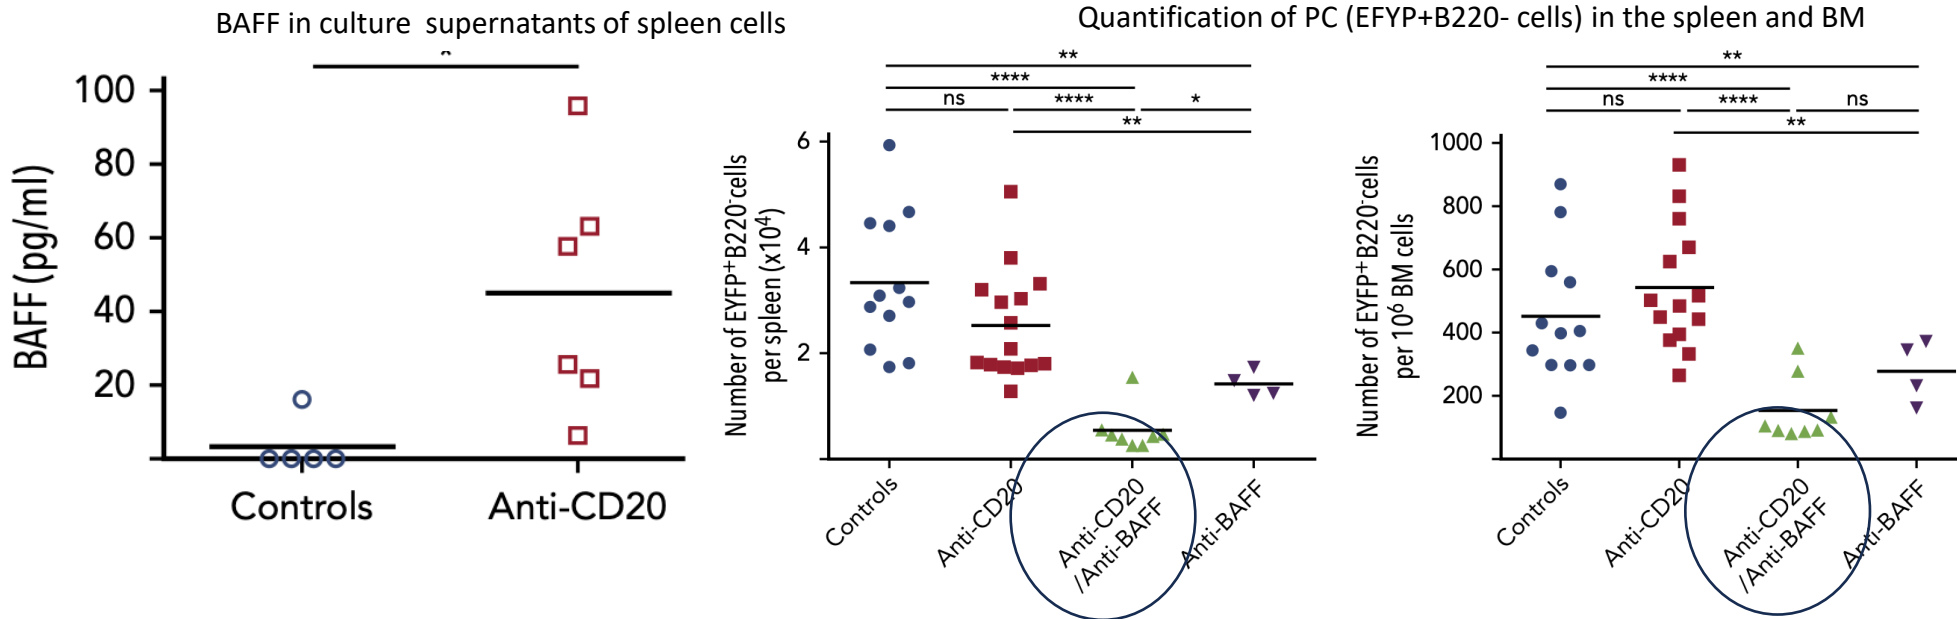 BAFF in culture supernatants of spleen cells
*
BAFF (pg/ml)
100
80
60
40
20
Controls
Anti-CD20
Quantification of PC (EFYP+B220- cells) in the spleen and BM
**
****
ns
****
*
**
Number of EYFP+B220-cells
per spleen (x10⁴)
6
4
2
Controls
Anti-CD20
Anti-CD20
/Anti-BAFF
Anti-BAFF
**
****
ns
****
ns
**
Number of EYFP+B220-cells
per 10⁶ BM cells
1000
800
600
400
200
Controls
Anti-CD20
Anti-CD20
/Anti-BAFF
Anti-BAFF